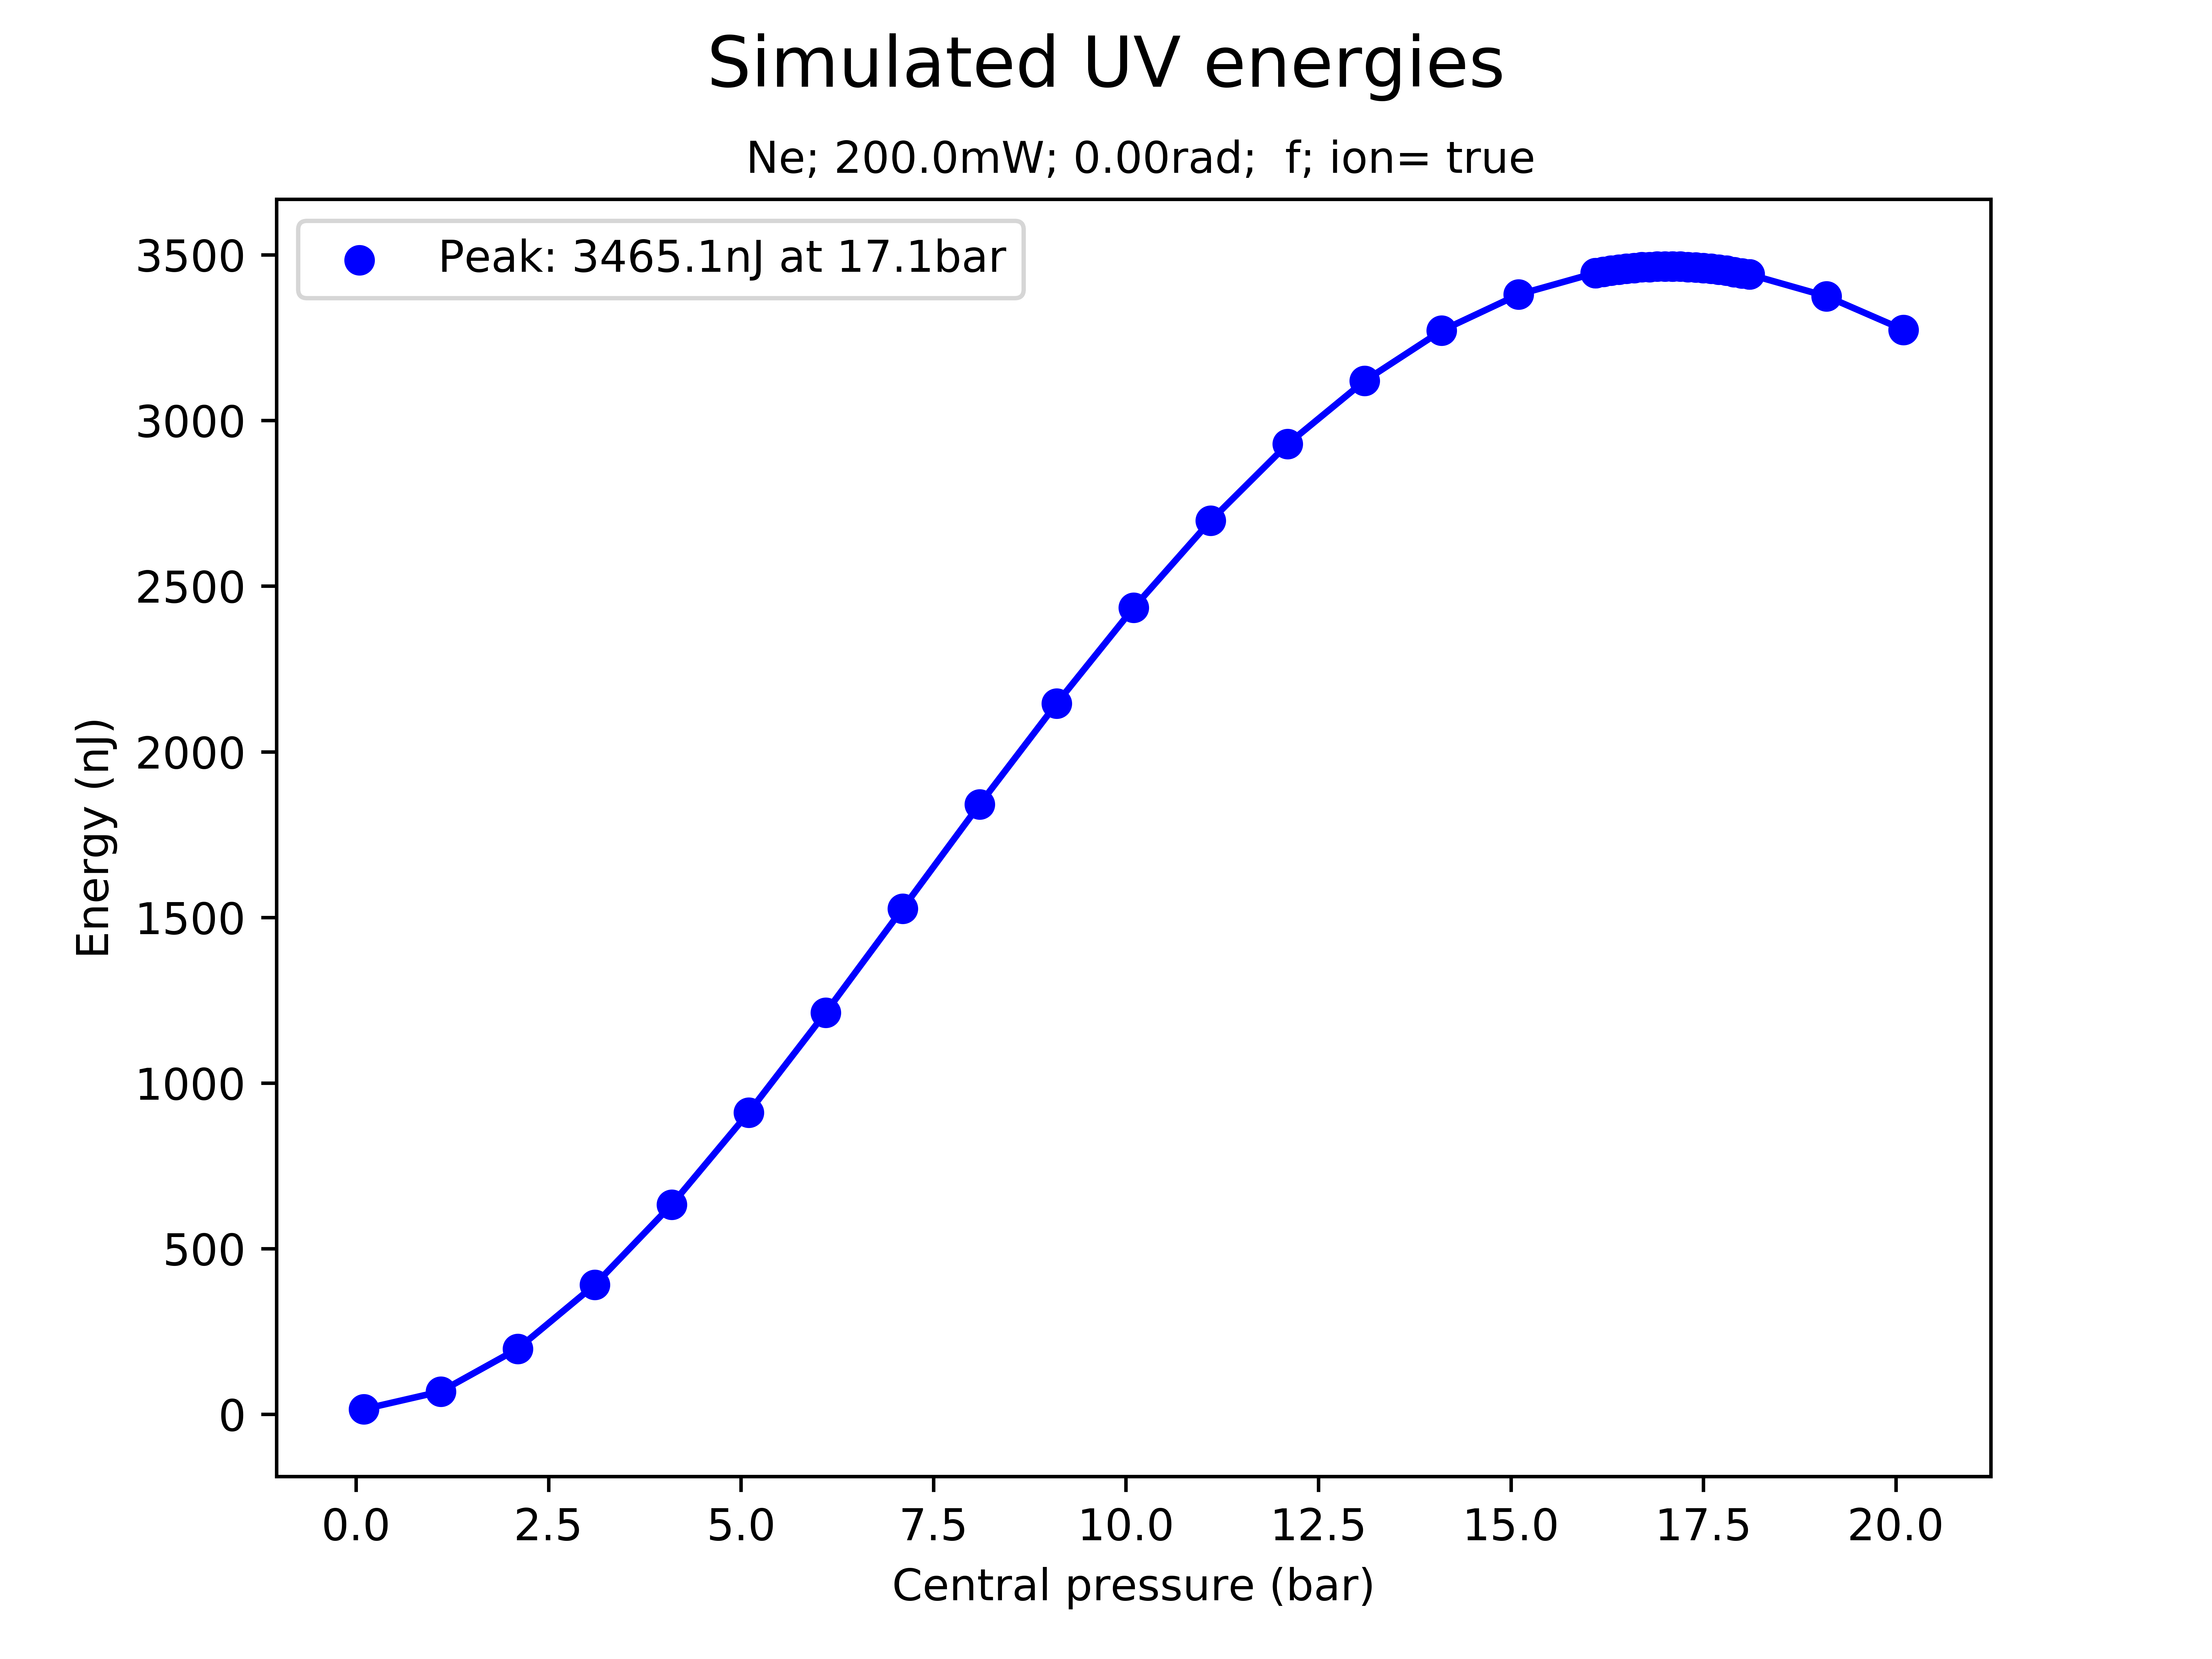 Simulated UV energies
Ne; 200.0mW; 0.00rad;  f; ion= true
Peak: 3465.1nJ at 17.1bar
3500
3000
2500
2000
1500
1000
500
0
Energy (nJ)
0.0 2.5 5.0 7.5 10.0 12.5 15.0 17.5 20.0
Central pressure (bar)